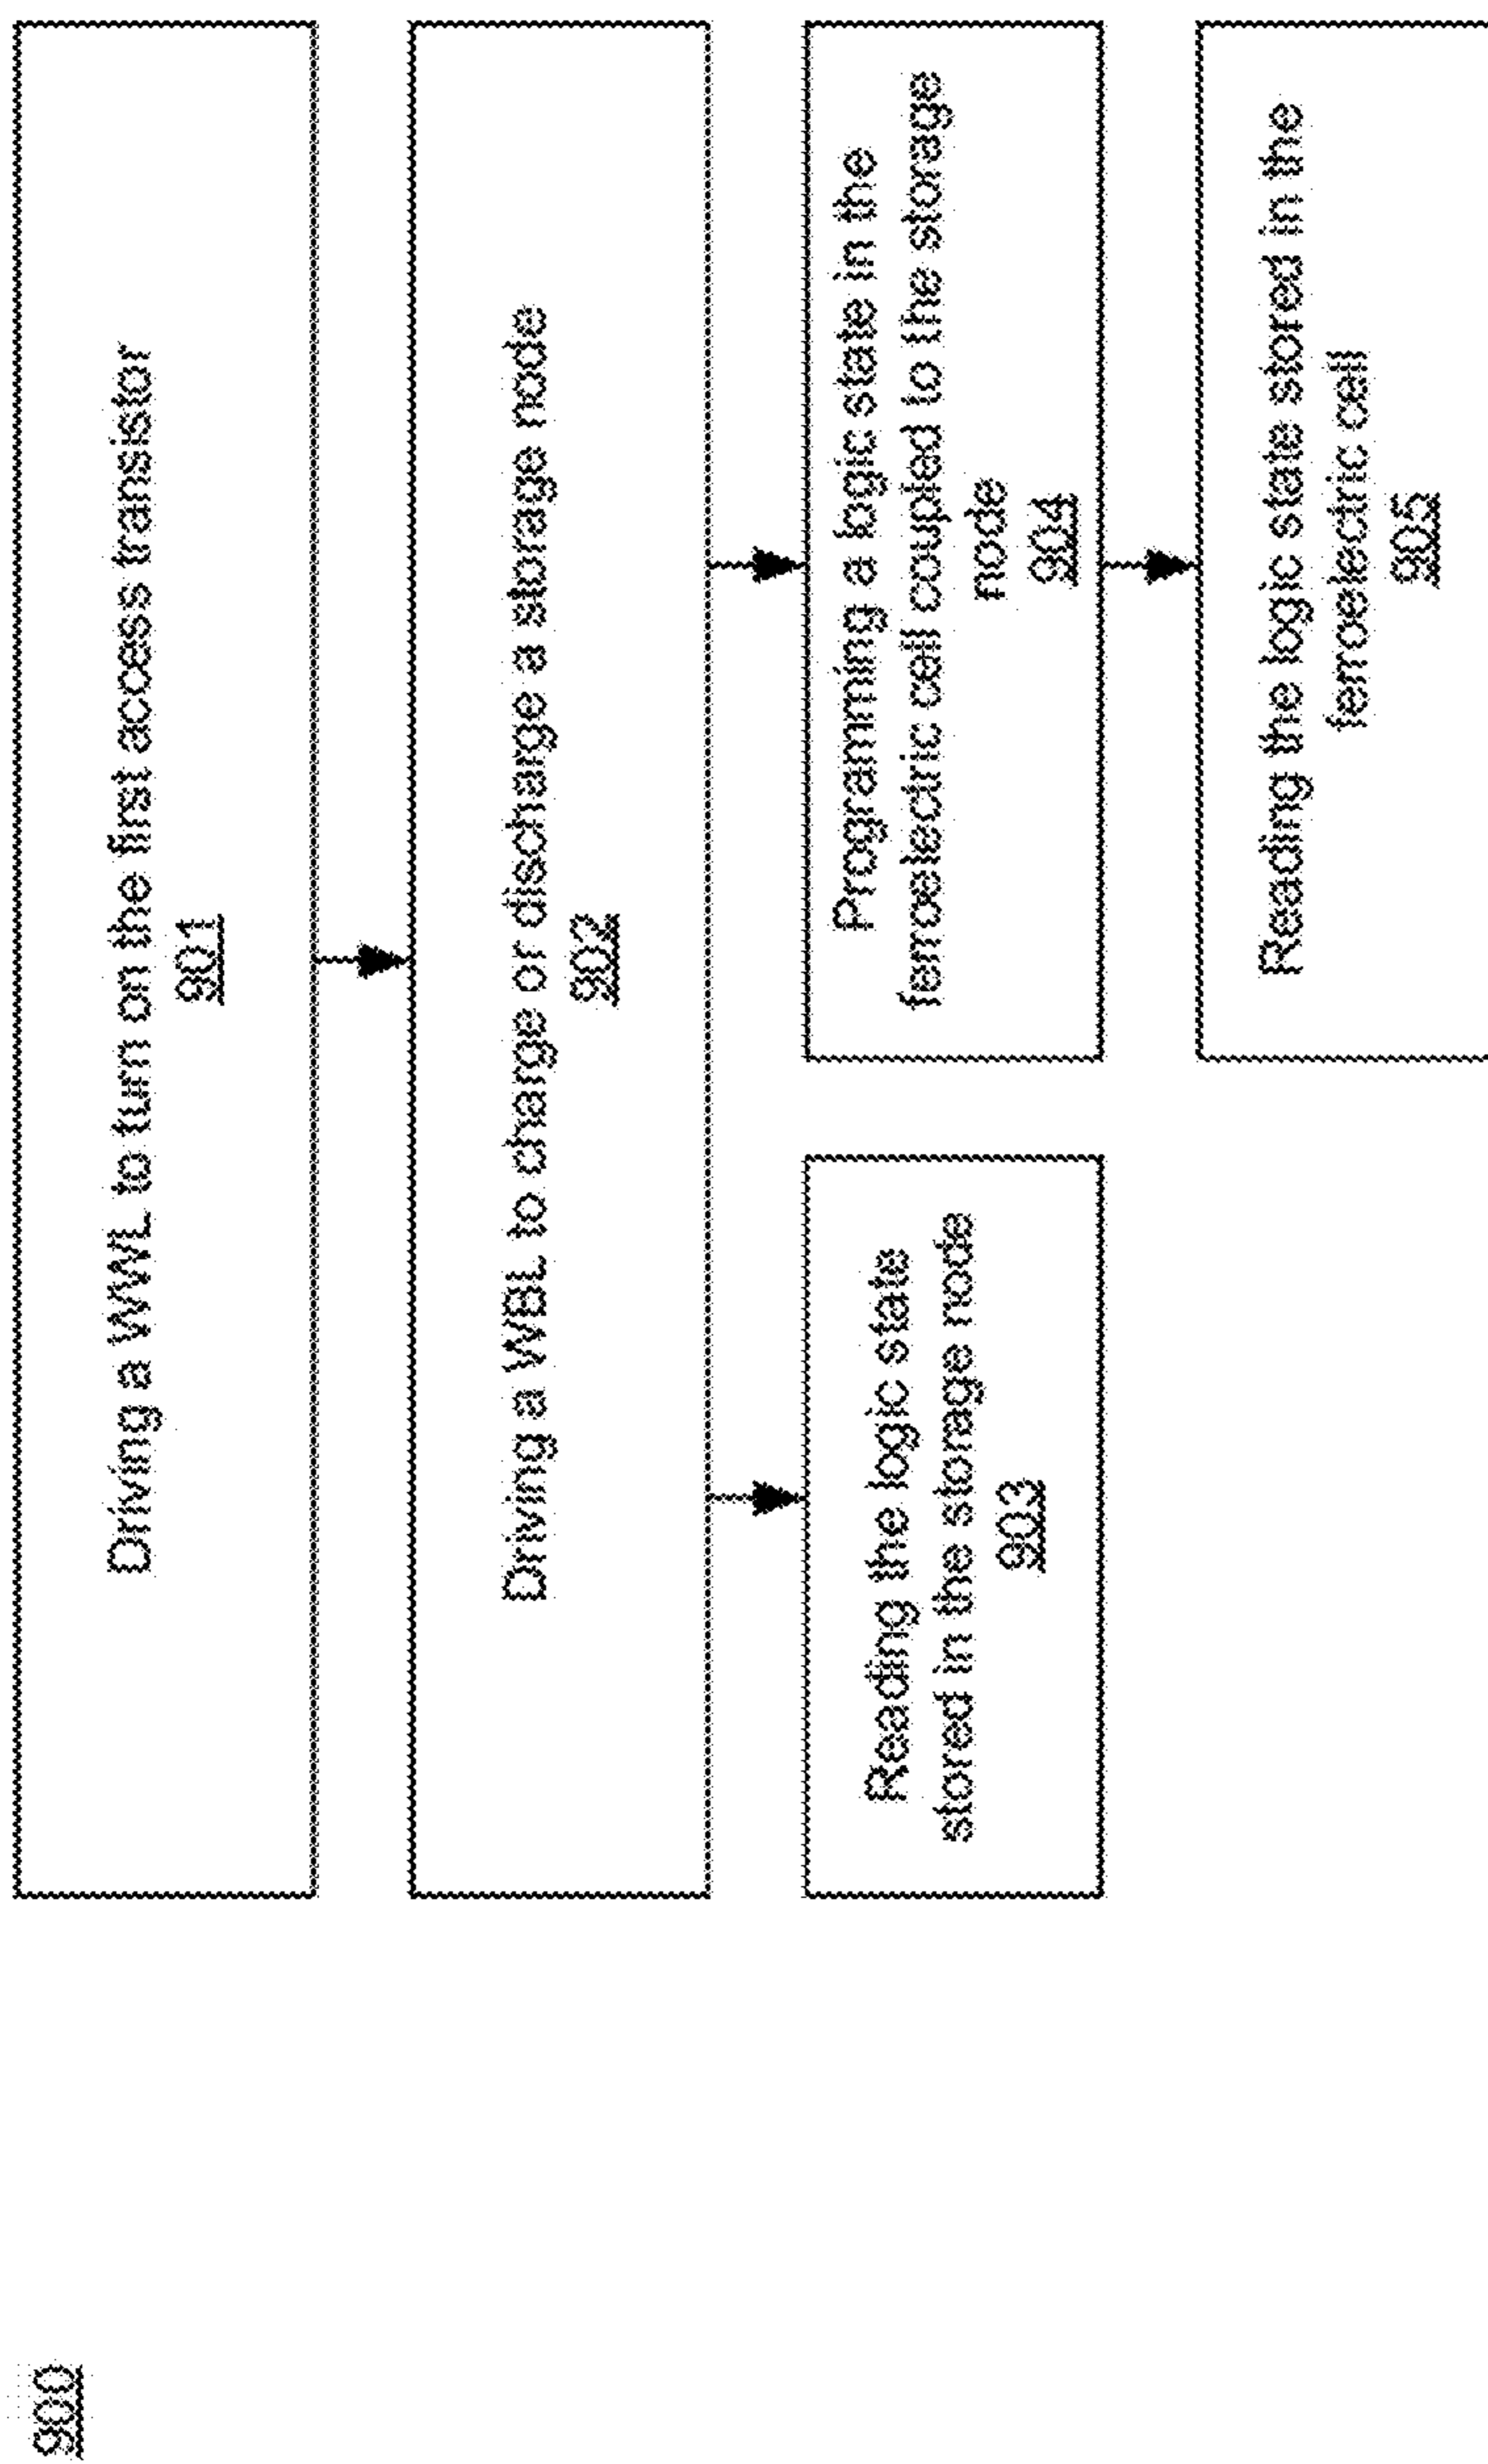 900
Driving a WWL to turn on the first access transistor
901
Driving a WBL to charge or discharge a storage node
902
Reading the logic state
stored in the storage node
903
Programming a logic state in the
ferroelectric cell coupled to the storage
node
904
Reading the logic state stored in the
ferroelectric cell
905